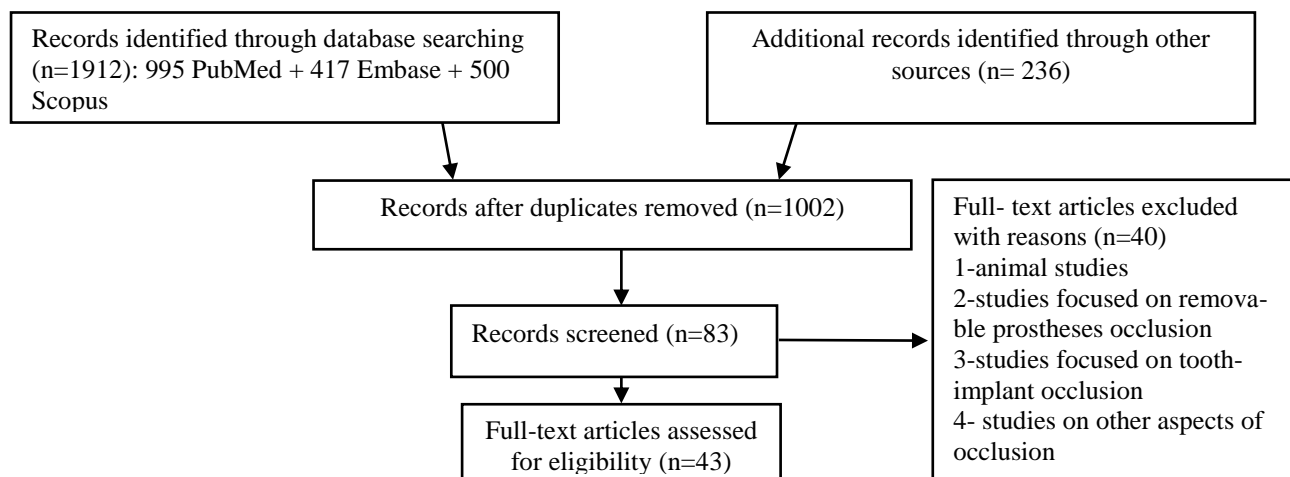 Records identified through database searching
(n=1912): 995 PubMed + 417 Embase + 500
Scopus
Additional records identified through other
sources (n= 236)
Records after duplicates removed (n=1002)
Full- text articles excluded
with reasons (n=40)
1-animal studies
2-studies focused on remova-
ble prostheses occlusion
3-studies focused on tooth-
implant occlusion
4- studies on other aspects of
occlusion
Records screened (n=83)
Full-text articles assessed
for eligibility (n=43)